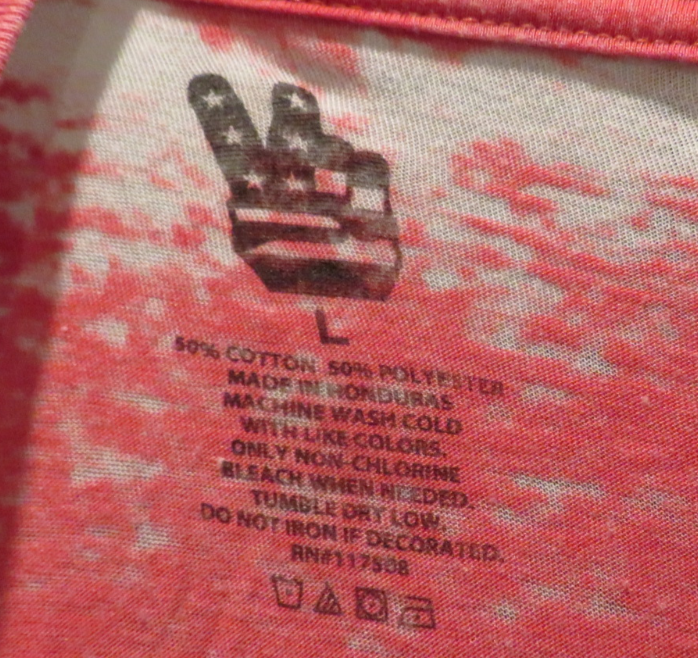 L
50% COTTON 50% POLYESTER
MADE IN HONDURAS
MACHINE WASH COLD
WITH LIKE COLORS.
ONLY NON-CHLORINE
BLEACH WHEN NEEDED.
TUMBLE DRY LOW.
DO NOT IRON IF DECORATED.
RN#117508